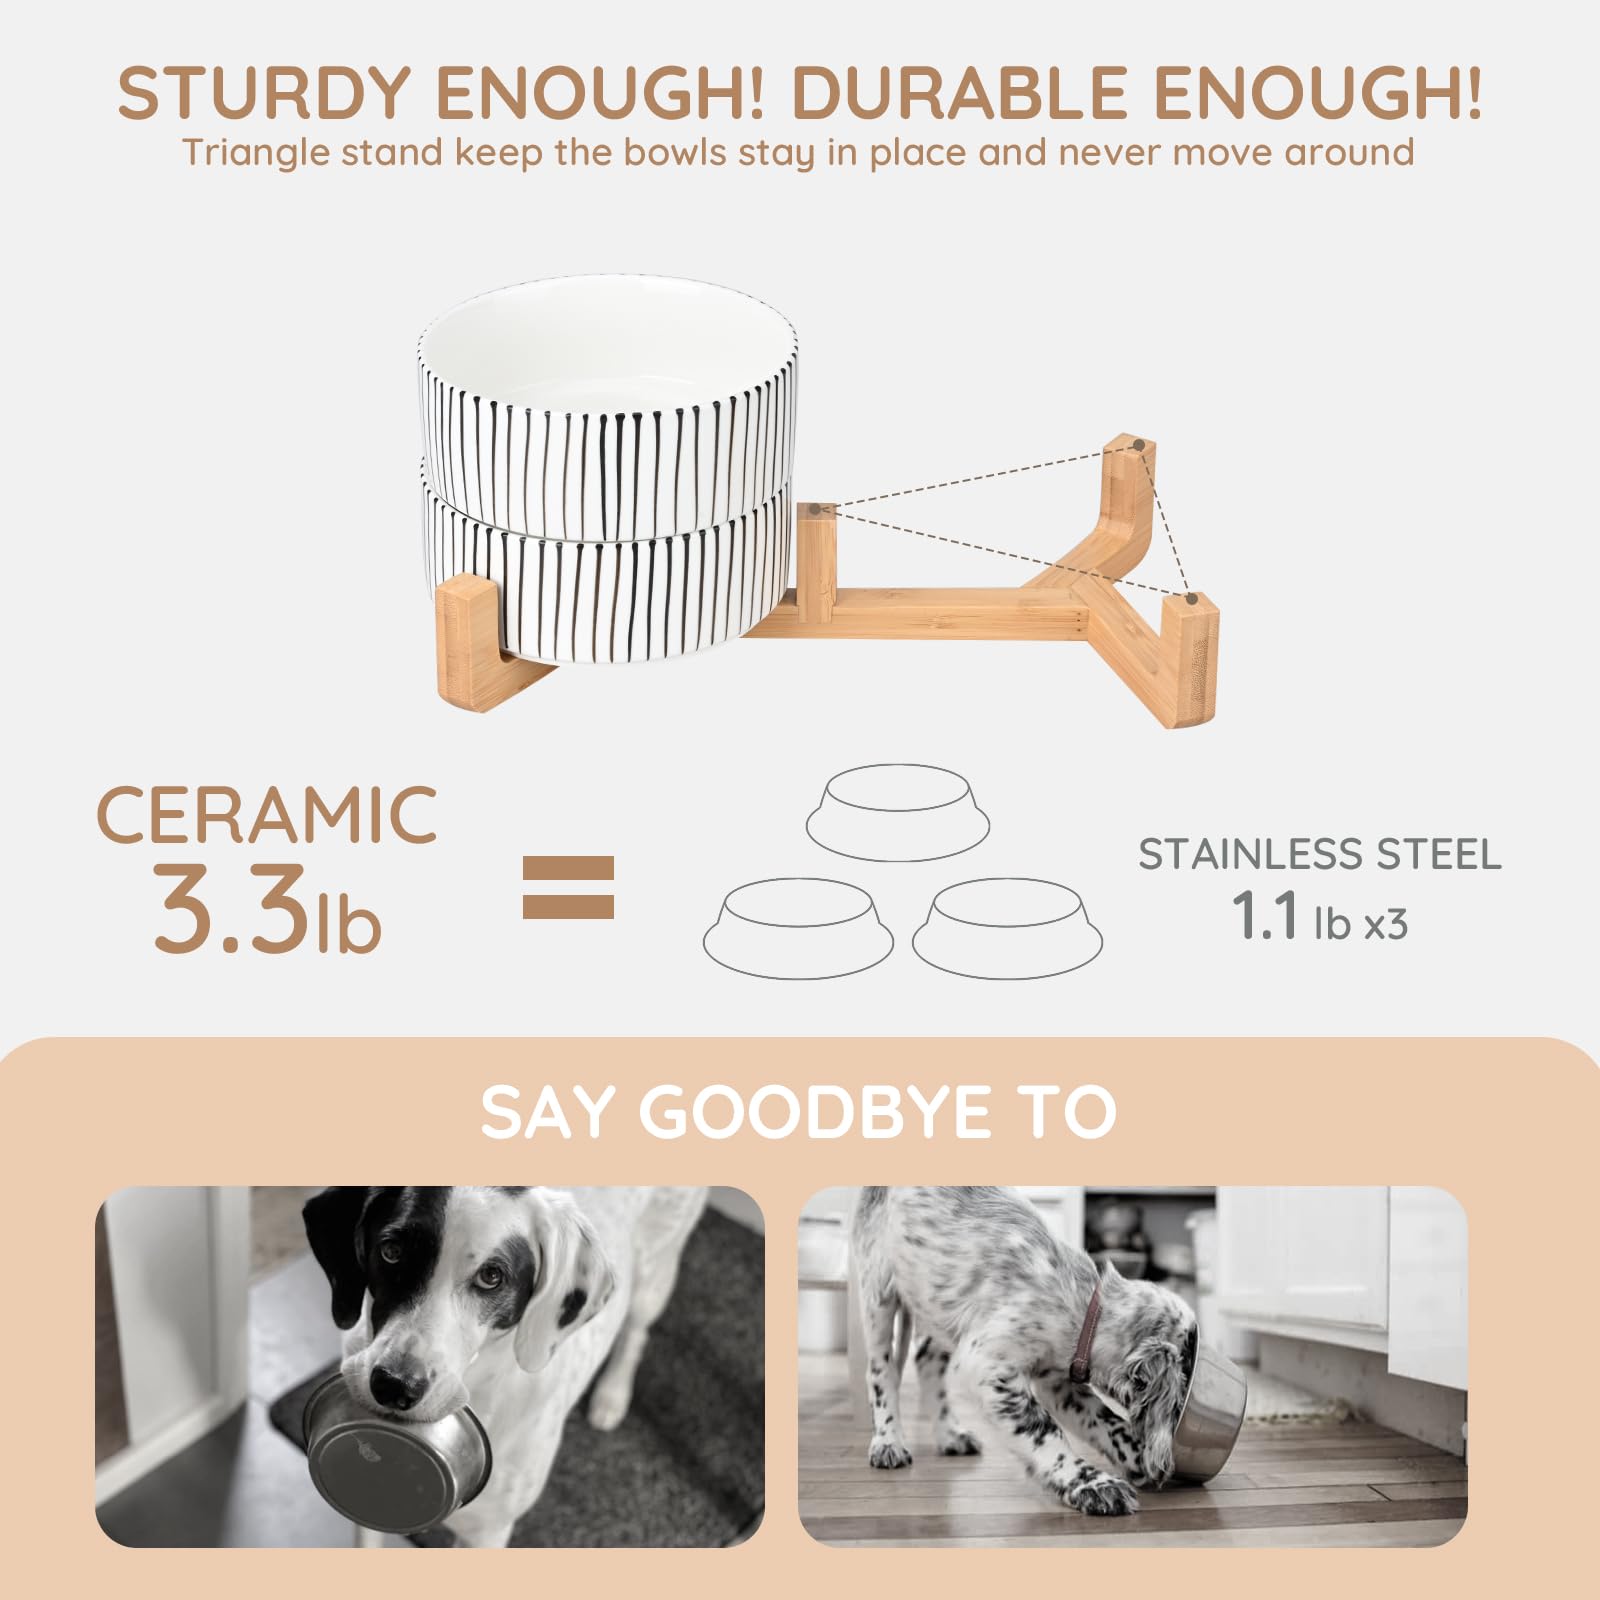 STURDY ENOUGH! DURABLE ENOUGH!
Triangle stand keep the bowls stay in place and never move around
CERAMIC
3.3lb
=
STAINLESS STEEL
1.1 lb x3
SAY GOODBYE TO